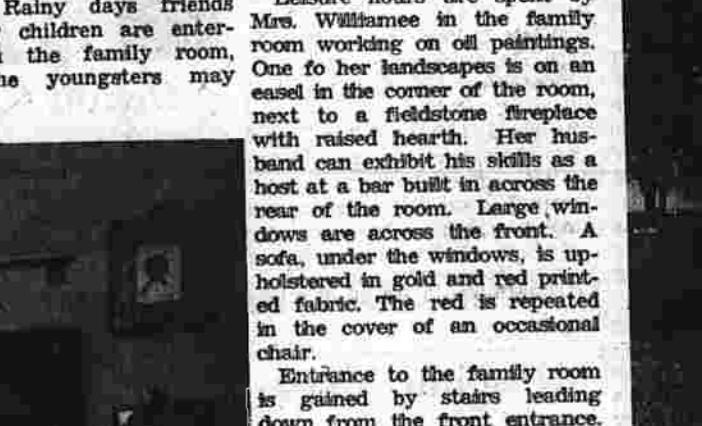 Rainy days friends
children are enter-
the family room,
youngsters may
Leisure hours are spent by
Mrs. Williamee in the family
room working on oil paintings.
One fo her landscapes is on an
easel in the corner of the room,
next to a fieldstone fireplace
with raised hearth. Her hus-
band can exhibit his skills as a
host at a bar built in across the
rear of the room. Large win-
dows are across the front. A
sofa, under the windows, is up-
holstered in gold and red print-
ed fabric. The red is repeated
in the cover of an occasional
chair.
Entrance to the family room
is gained by stairs leading
down from the front entrance.